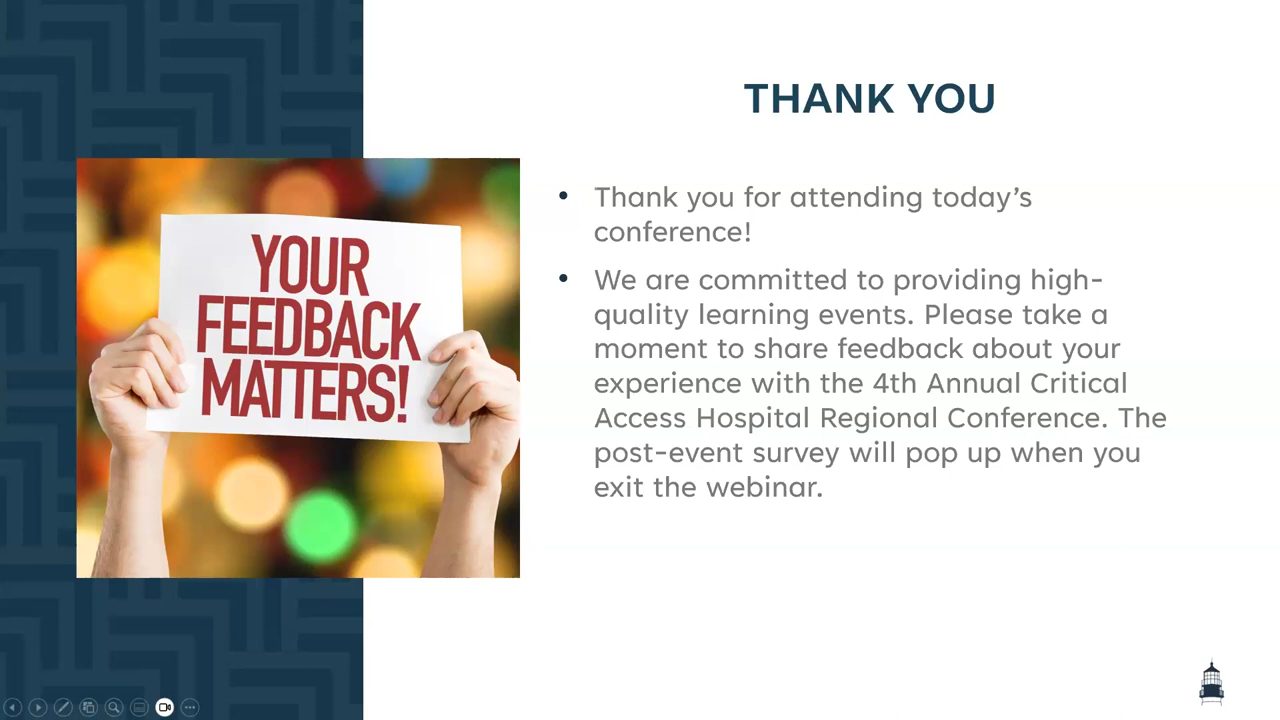 THANK YOU
YOUR
FEEDBACK
MATTERS!
• Thank you for attending today’s
conference!
• We are committed to providing high-
quality learning events. Please take a
moment to share feedback about your
experience with the 4th Annual Critical
Access Hospital Regional Conference. The
post-event survey will pop up when you
exit the webinar.